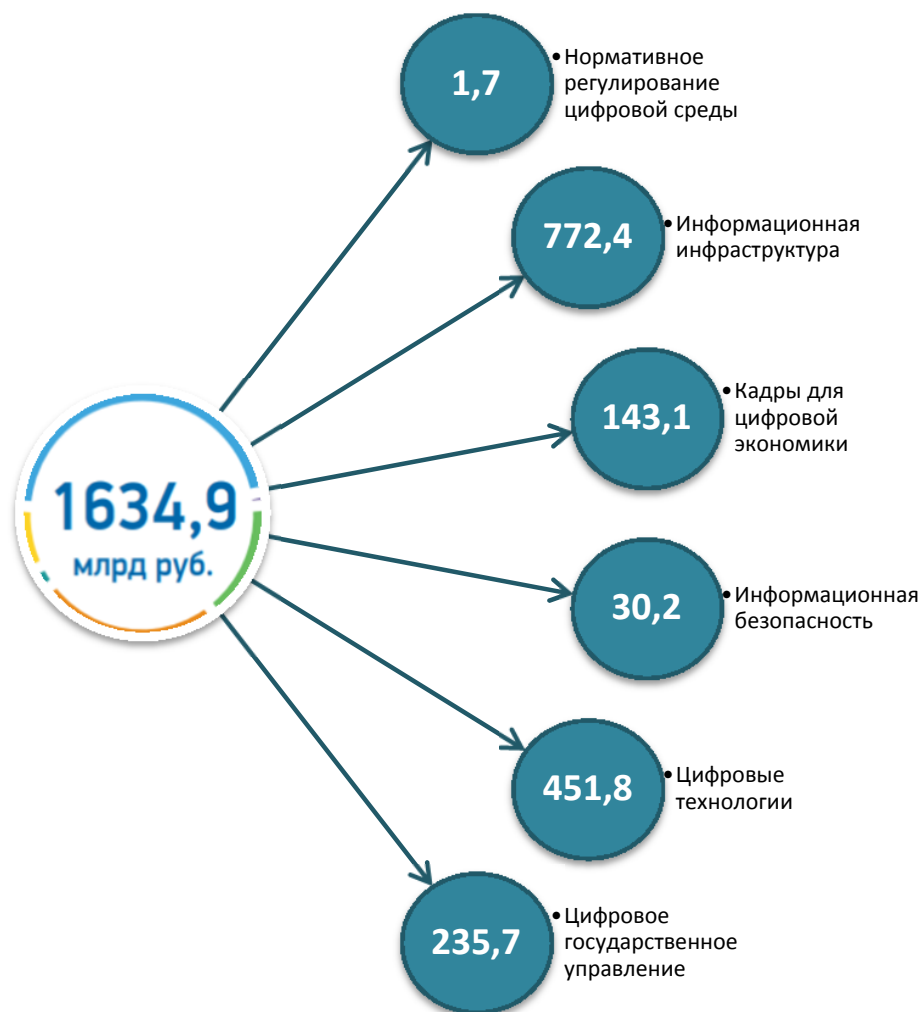 1,7
• Нормативное
регулирование
цифровой среды
772,4
• Информационная
инфраструктура
143,1
• Кадры для
цифровой
экономики
1634,9
млрд руб.
30,2
• Информационная
безопасность
451,8
• Цифровые
технологии
235,7
• Цифровое
государственное
управление